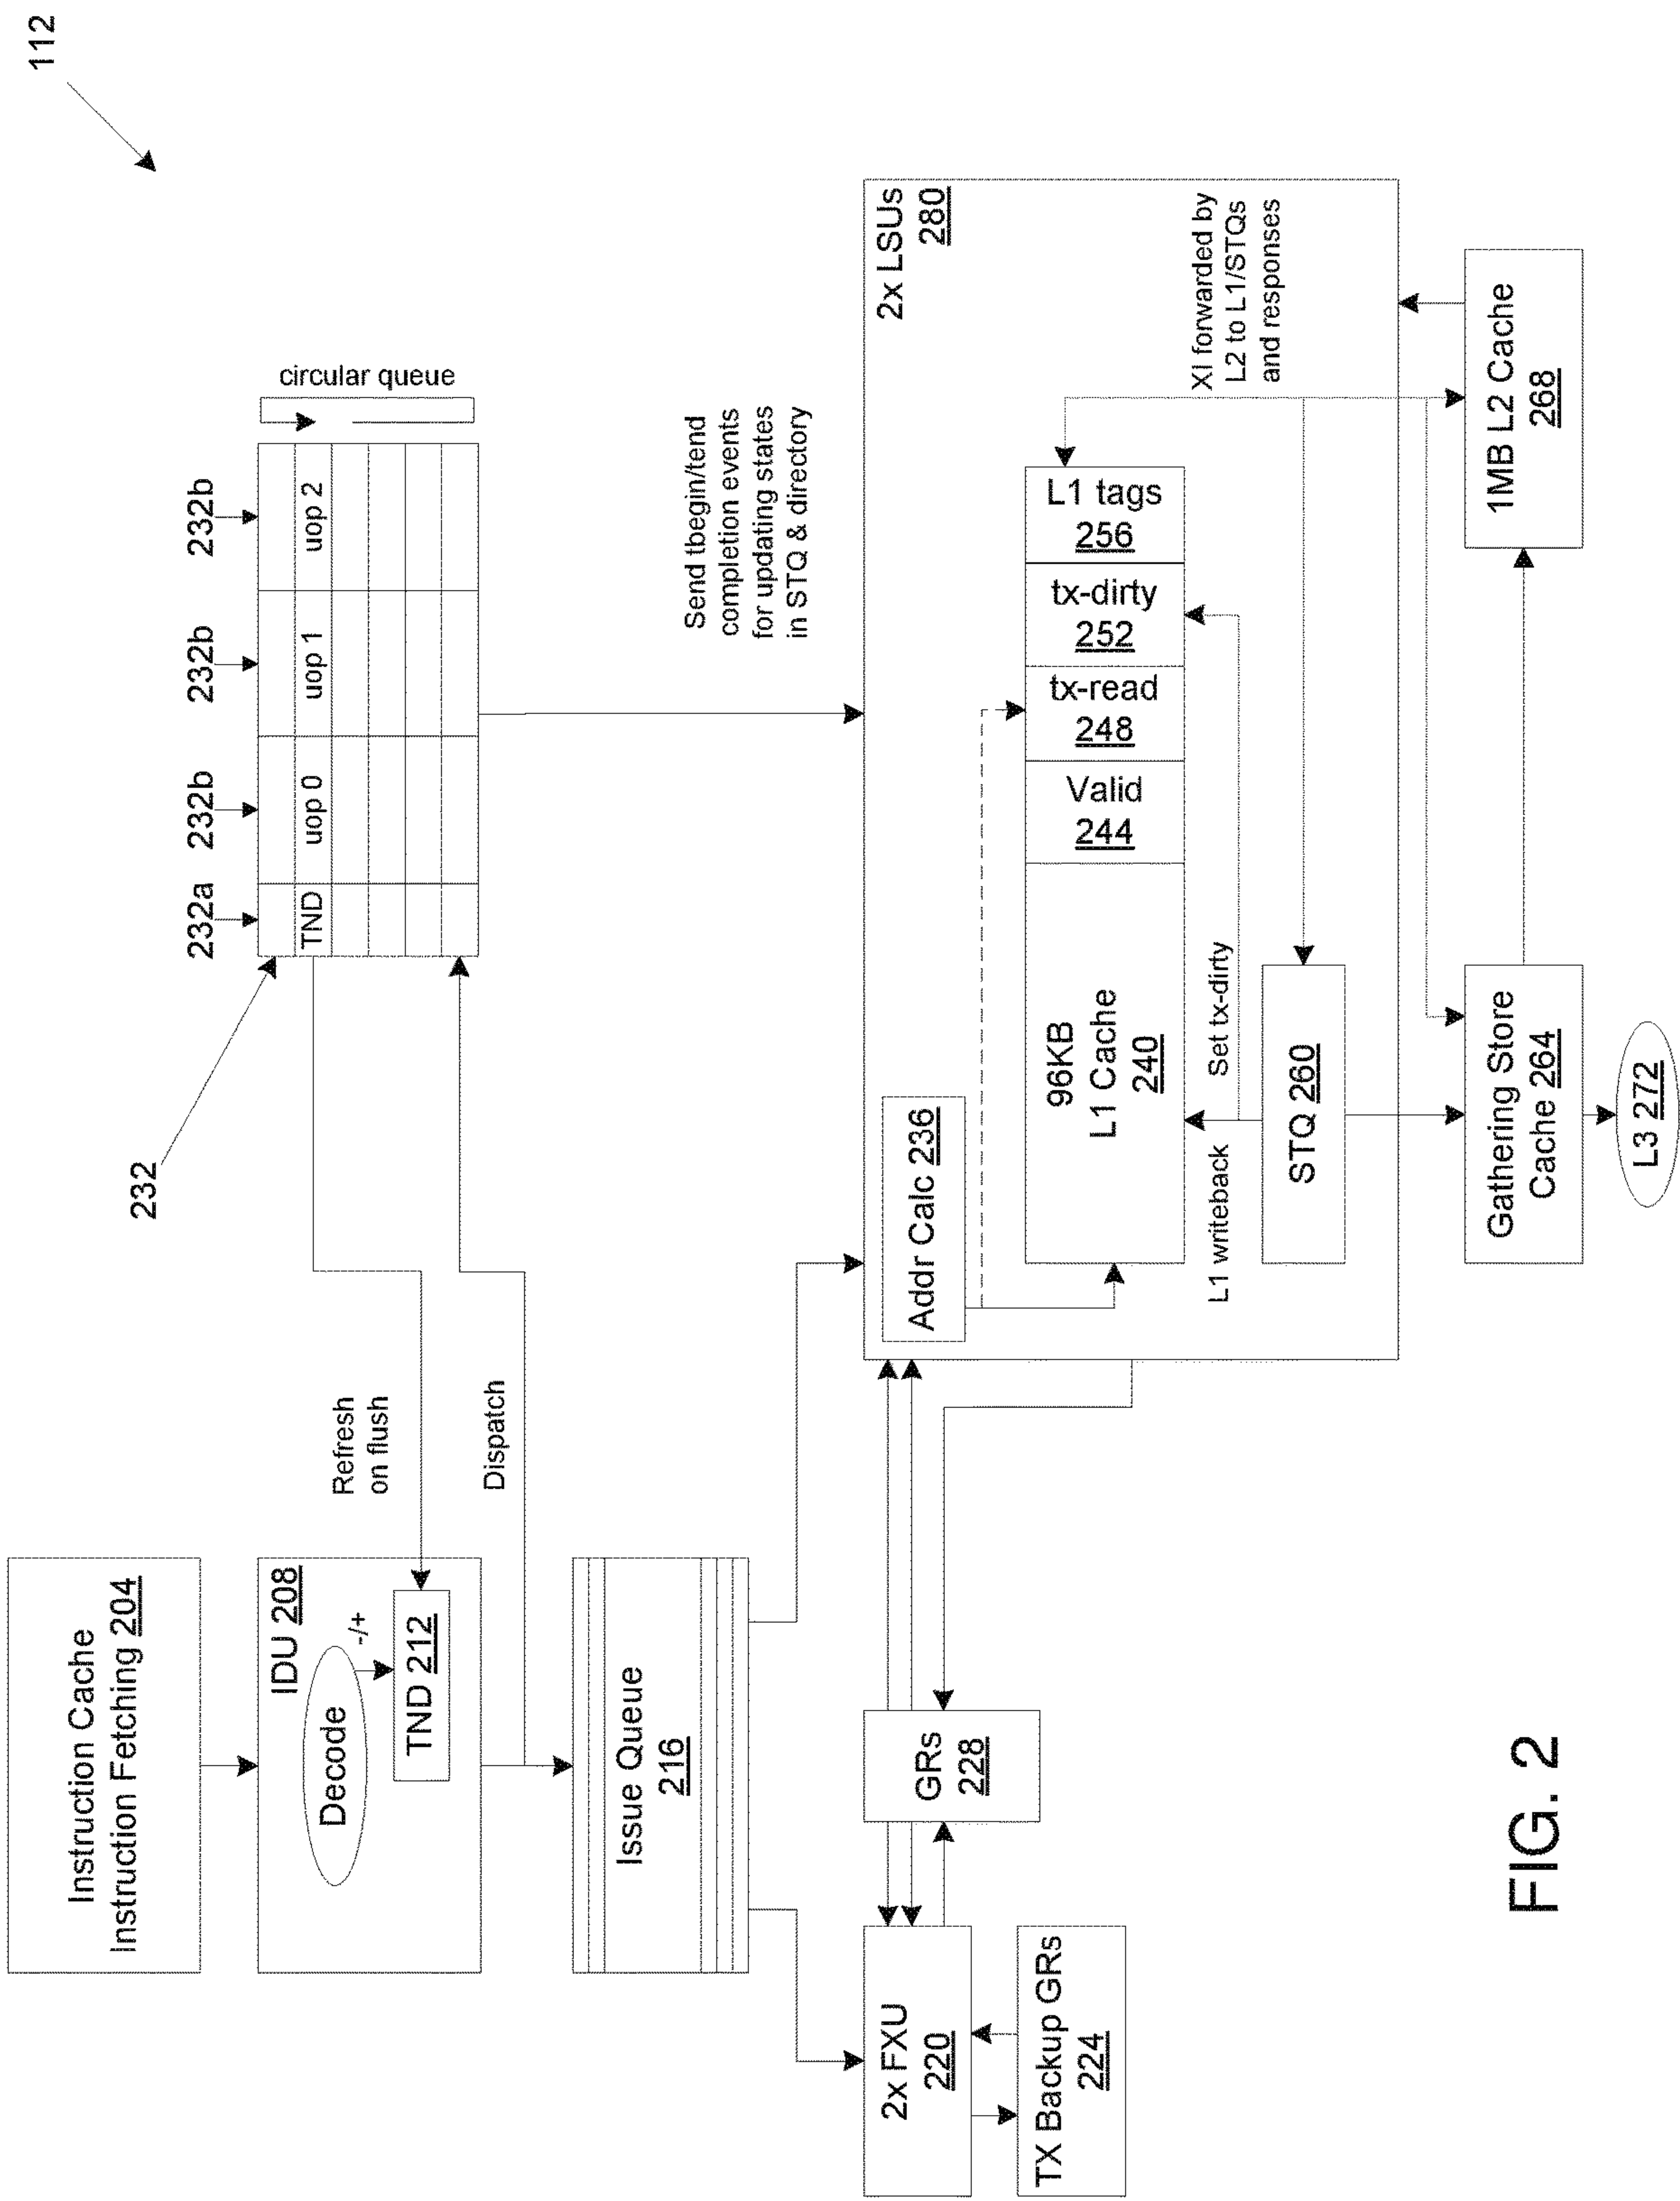 112
Instruction Cache
Instruction Fetching 204
IDU 208
Decode
-/+
TND 212
Refresh
on flush
Dispatch
232
232a
232b
232b
232b
TND
uop 0
uop 1
uop 2
circular queue
Issue Queue
216
Send tbegin/tend
completion events
for updating states
in STQ & directory
2x FXU
220
TX Backup GRs
224
GRs
228
2x LSUs
280
Addr Calc 236
96KB
L1 Cache
240
Valid
244
tx-read
248
tx-dirty
252
L1 tags
256
L1 writeback
Set tx-dirty
XI forwarded by
L2 to L1/STQs
and responses
STQ 260
Gathering Store
Cache 264
1MB L2 Cache
268
L3 272
FIG. 2